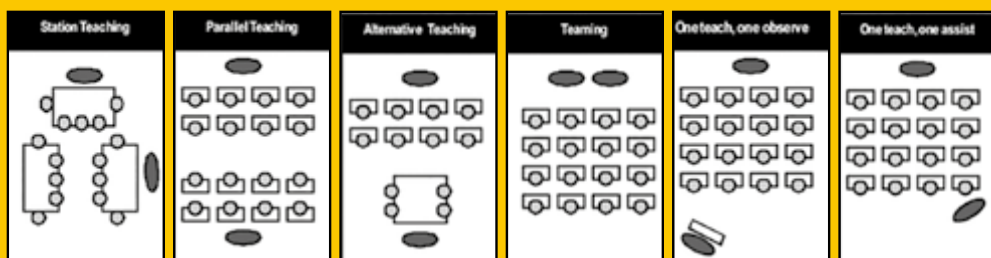 Station Teaching
Parallel Teaching
Alternative Teaching
Teaming
One teach, one observe
One teach, one assist